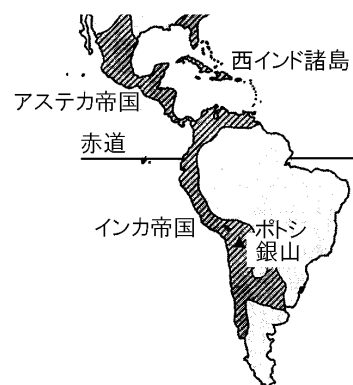 西インド諸島
アステカ帝国
赤道
インカ帝国
ポトシ
銀山